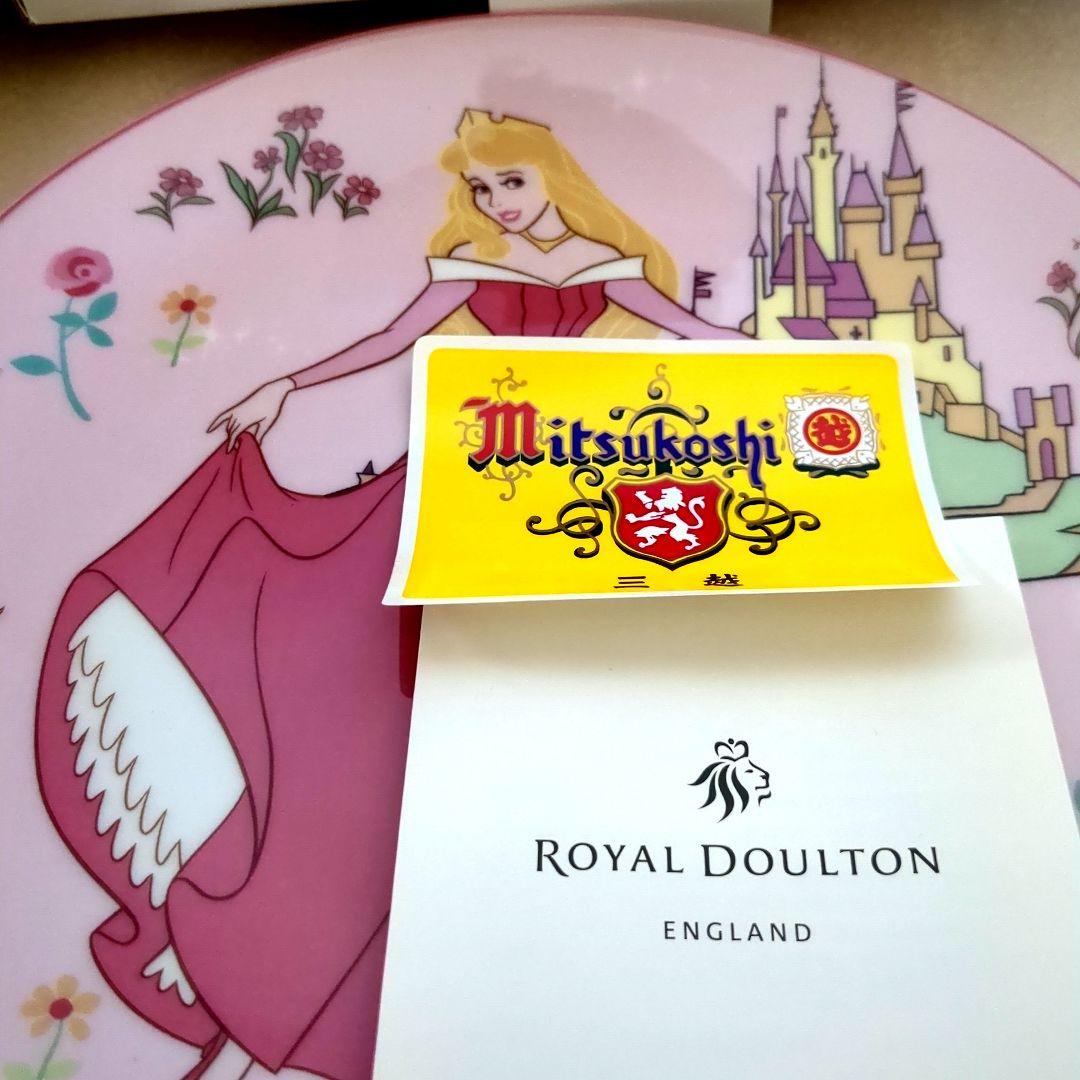 Mitsukoshi 越
三越
ROYAL DOULTON
ENGLAND